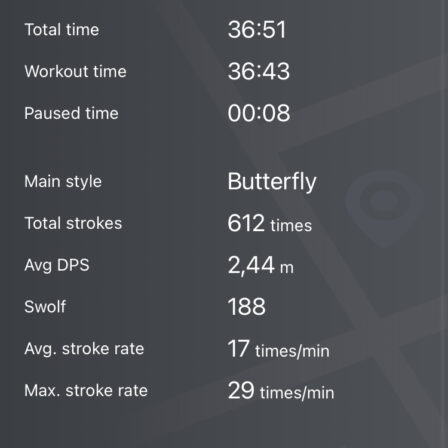 Total time 36:51
Workout time 36:43
Paused time 00:08
Main style Butterfly
Total strokes 612 times
Avg DPS 2,44 m
Swolf 188
Avg. stroke rate 17 times/min
Max. stroke rate 29 times/min